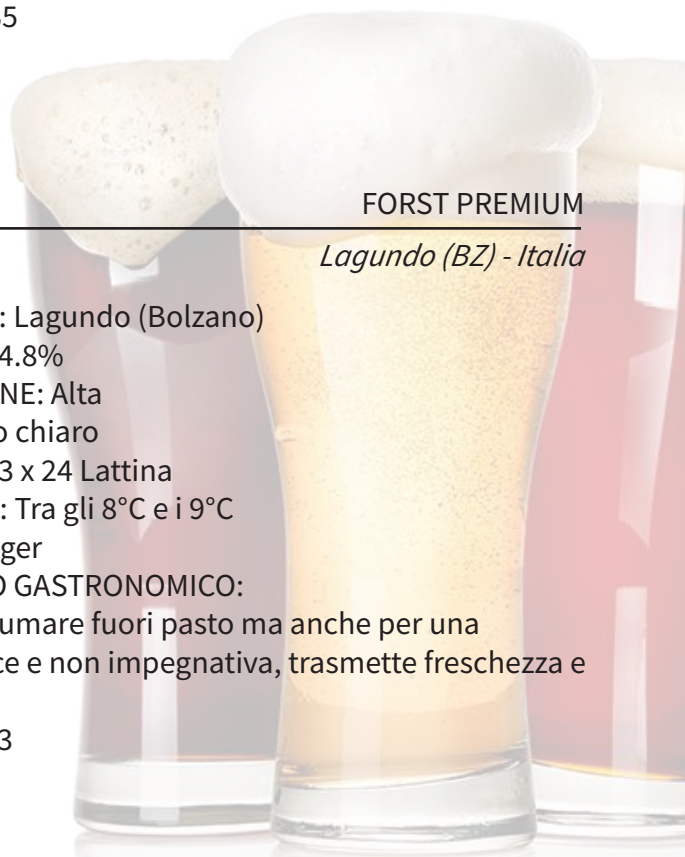 5
FORST PREMIUM
Lagundo (BZ) - Italia
: Lagundo (Bolzano)
4.8%
NE: Alta
o chiaro
3 x 24 Lattina
: Tra gli 8°C e i 9°C
ger
O GASTRONOMICO:
umare fuori pasto ma anche per una
ce e non impegnativa, trasmette freschezza e
3